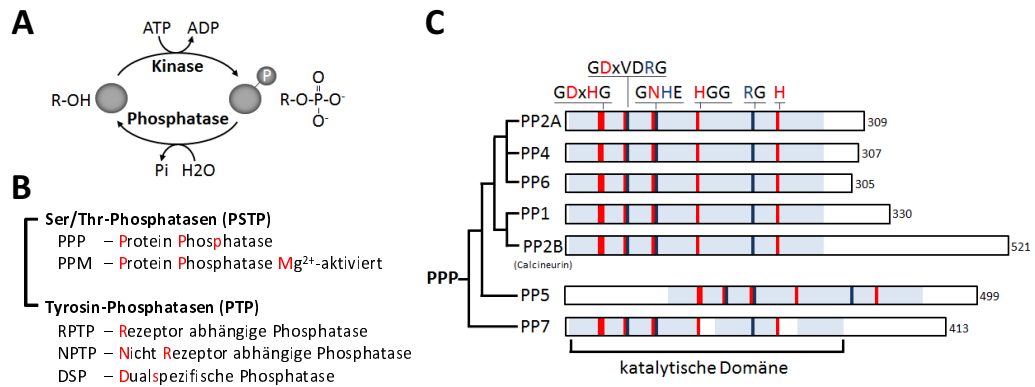 A
ATP ADP
Kinase
R-OH
P
Phosphatase
R-O-P-O⁻
O
O⁻
Pi H2O
B
Ser/Thr-Phosphatasen (PSTP)
PPP – Protein Phosphatase
PPM – Protein Phosphatase Mg²⁺-aktiviert
Tyrosin-Phosphatasen (PTP)
RPTP – Rezeptor abhängige Phosphatase
NPTP – Nicht Rezeptor abhängige Phosphatase
DSP – Dualspezifische Phosphatase
C
GDxVDRG
GDxHG GNHE HGG RG H
PP2A 309
PP4 307
PP6 305
PP1 330
PP2B 521
(Calcineurin)
PPP
PP5 499
PP7 413
katalytische Domäne